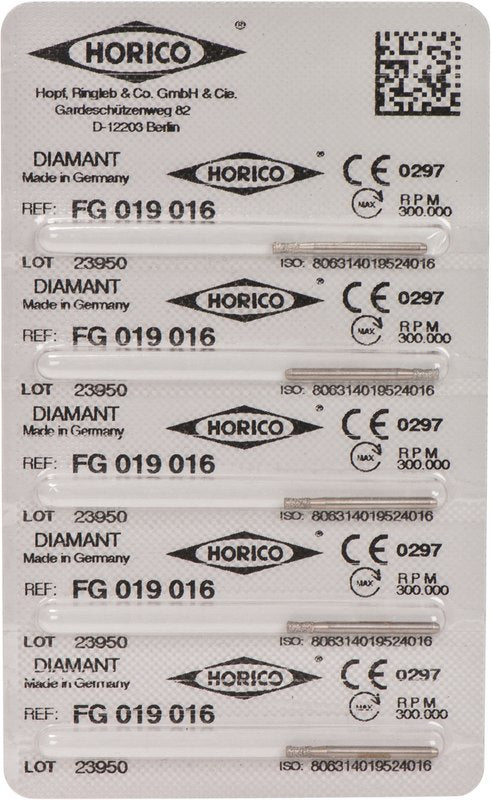 HORICO ®
Hopf, Ringleb & Co. GmbH & Cie.
Gardeschützenweg 82
D-12203 Berlin
DIAMANT HORICO ® CE 0297
Made in Germany
REF: FG 019 016 MAX RPM 300.000
LOT 23950 ISO: 806314019524016
DIAMANT HORICO ® CE 0297
Made in Germany
REF: FG 019 016 MAX RPM 300.000
LOT 23950 ISO: 806314019524016
DIAMANT HORICO ® CE 0297
Made in Germany
REF: FG 019 016 MAX RPM 300.000
LOT 23950 ISO: 806314019524016
DIAMANT HORICO ® CE 0297
Made in Germany
REF: FG 019 016 MAX RPM 300.000
LOT 23950 ISO: 806314019524016
DIAMANT HORICO ® CE 0297
Made in Germany
REF: FG 019 016 MAX RPM 300.000
LOT 23950 ISO: 806314019524016